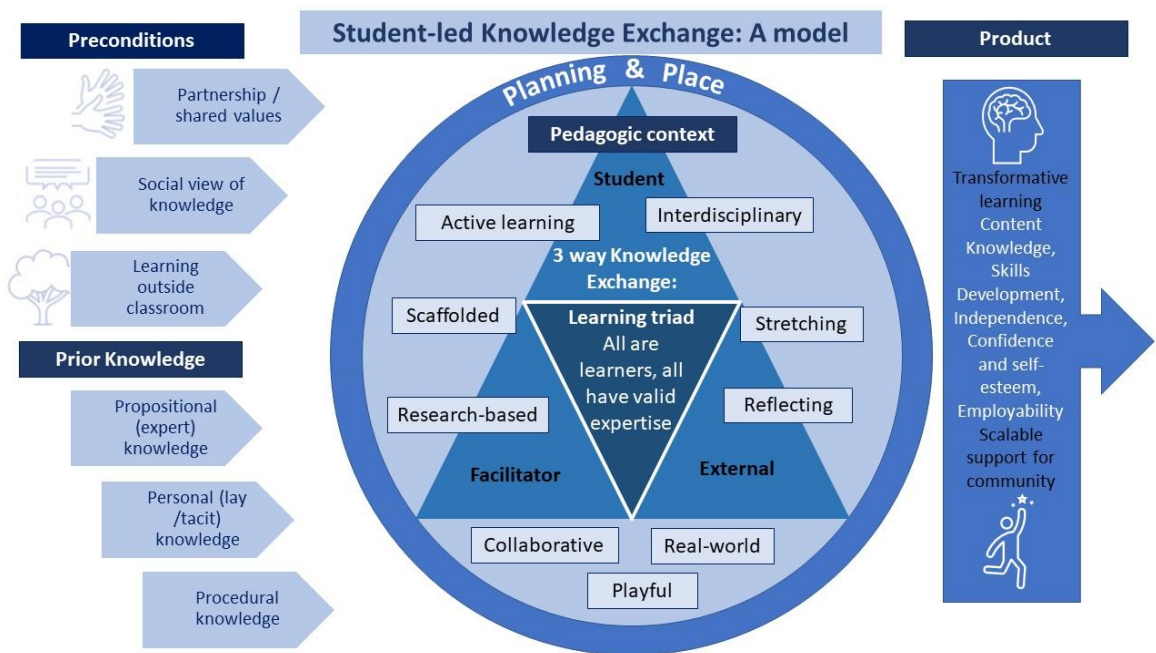 Student-led Knowledge Exchange: A model
Preconditions
Partnership /
shared values
Social view of
knowledge
Learning
outside
classroom
Prior Knowledge
Propositional
(expert)
knowledge
Personal (lay
/tacit)
knowledge
Procedural
knowledge
Planning & Place
Pedagogic context
Student
Active learning
Interdisciplinary
3 way Knowledge
Exchange:
Scaffolded
Learning triad
All are
learners, all
have valid
expertise
Stretching
Research-based
Reflecting
Facilitator
External
Collaborative
Real-world
Playful
Product
Transformative
learning
Content
Knowledge,
Skills
Development,
Independence,
Confidence
and self-
esteem,
Employability
Scalable
support for
community